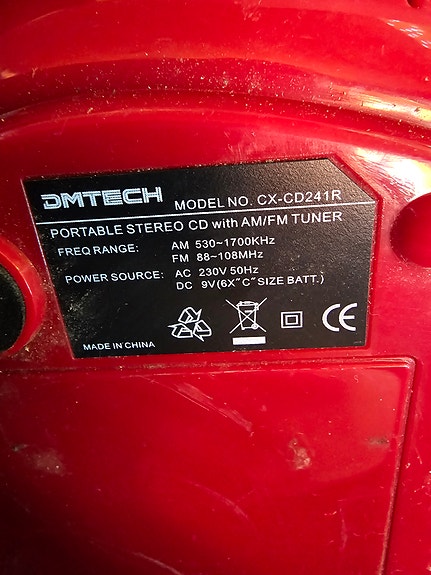 DMTECH MODEL NO. CX-CD241R
PORTABLE STEREO CD with AM/FM TUNER
FREQ RANGE: AM 530~1700KHz
FM 88~108MHz
POWER SOURCE: AC 230V 50Hz
DC 9V(6X"C"SIZE BATT.)
MADE IN CHINA CE